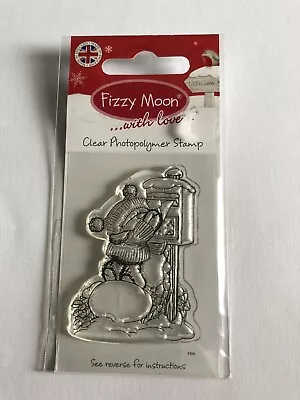 Fizzy Moon®
...with love...
Clear Photopolymer Stamp
See reverse for instructions